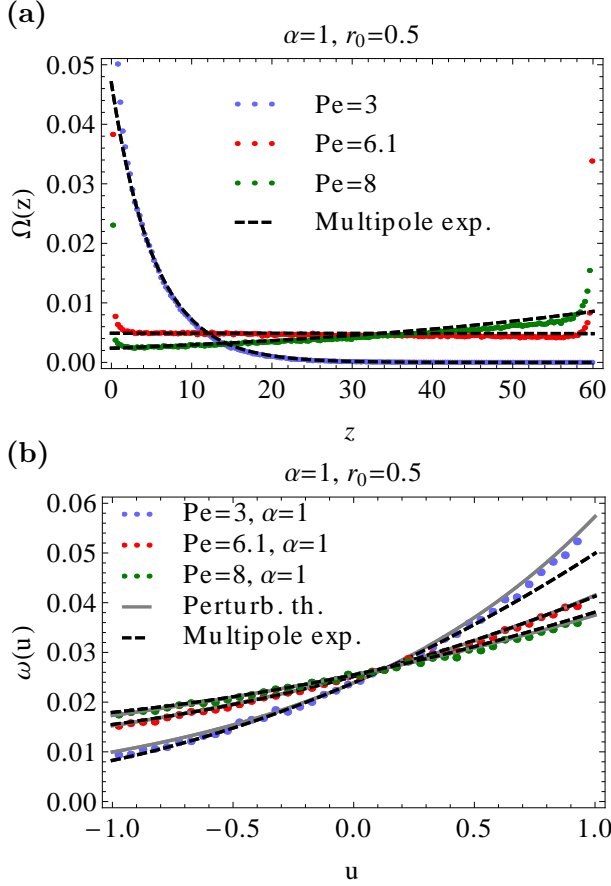 (a)
α=1, r₀=0.5
0.05
0.04
0.03
0.02
0.01
0.00
Ω(z)
Pe=3
Pe=6.1
Pe=8
Multipole exp.
0 10 20 30 40 50 60
z
(b)
α=1, r₀=0.5
0.06
0.05
0.04
0.03
0.02
0.01
0.00
ω(u)
Pe=3, α=1
Pe=6.1, α=1
Pe=8, α=1
Perturb. th.
Multipole exp.
−1.0 −0.5 0.0 0.5 1.0
u